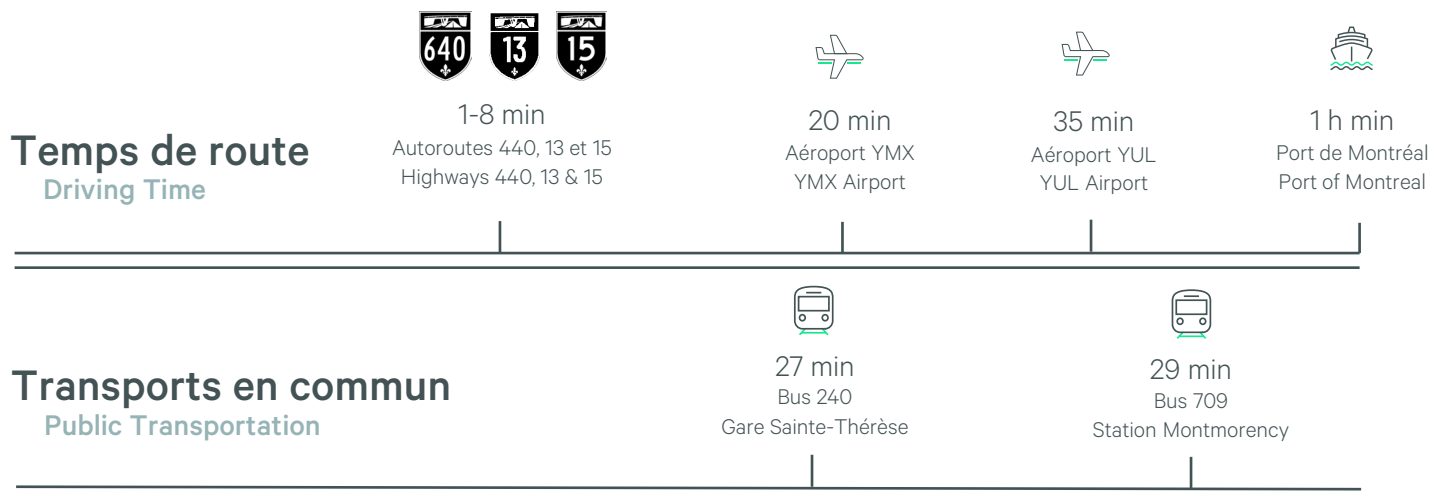 640 13 15
1-8 min
Autoroutes 440, 13 et 15
Highways 440, 13 & 15
20 min
Aéroport YMX
YMX Airport
35 min
Aéroport YUL
YUL Airport
1 h min
Port de Montréal
Port of Montreal
Temps de route
Driving Time
27 min
Bus 240
Gare Sainte-Thérèse
29 min
Bus 709
Station Montmorency
Transports en commun
Public Transportation